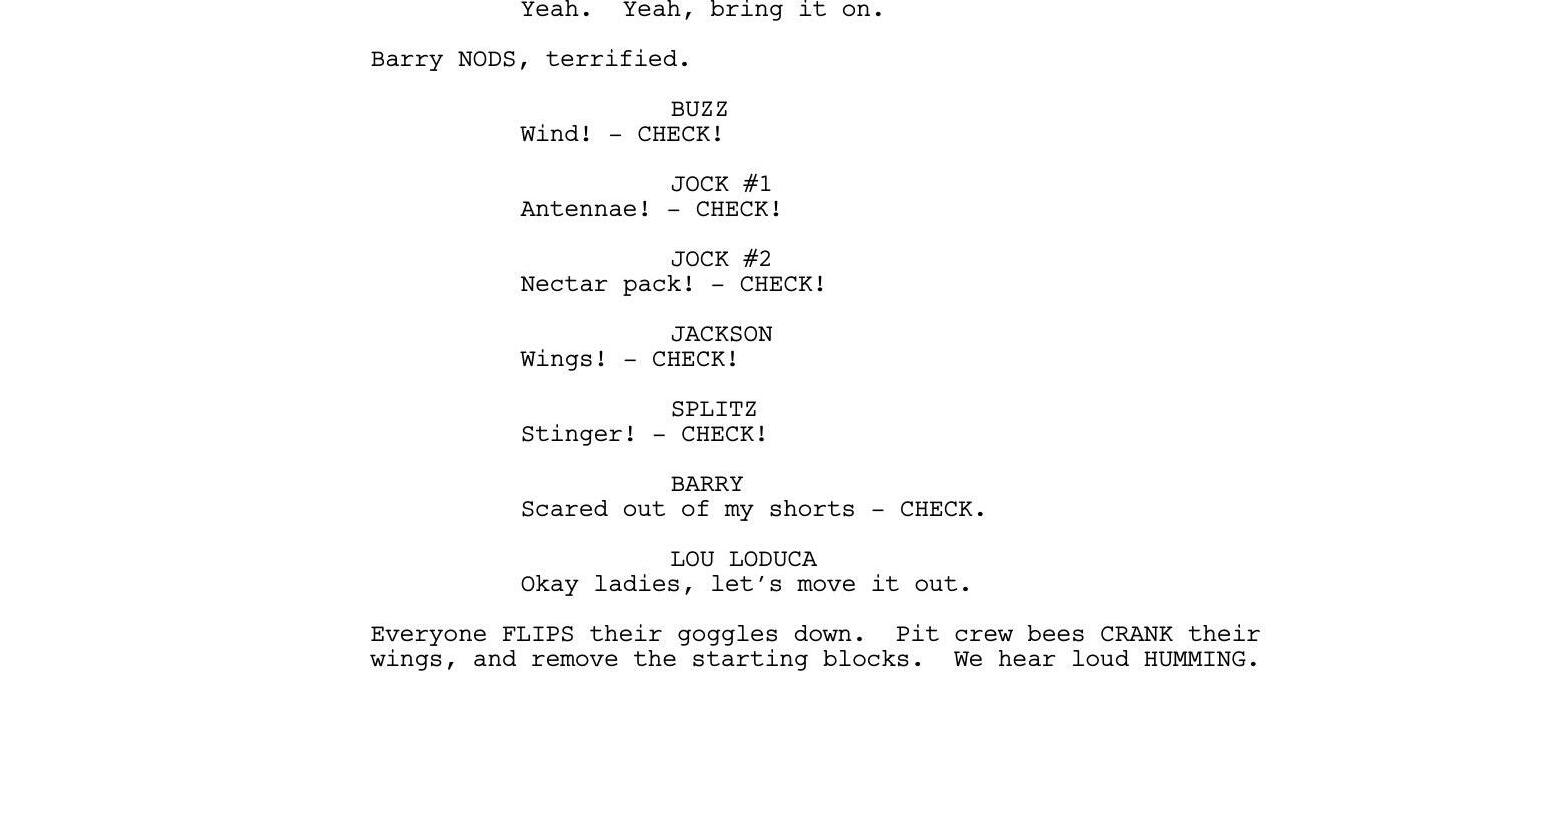 Yeah.  Yeah, bring it on.
Barry NODS, terrified.
BUZZ
Wind! – CHECK!
JOCK #1
Antennae! – CHECK!
JOCK #2
Nectar pack! – CHECK!
JACKSON
Wings! – CHECK!
SPLITZ
Stinger! – CHECK!
BARRY
Scared out of my shorts – CHECK.
LOU LODUCA
Okay ladies, let’s move it out.
Everyone FLIPS their goggles down.  Pit crew bees CRANK their
wings, and remove the starting blocks.  We hear loud HUMMING.